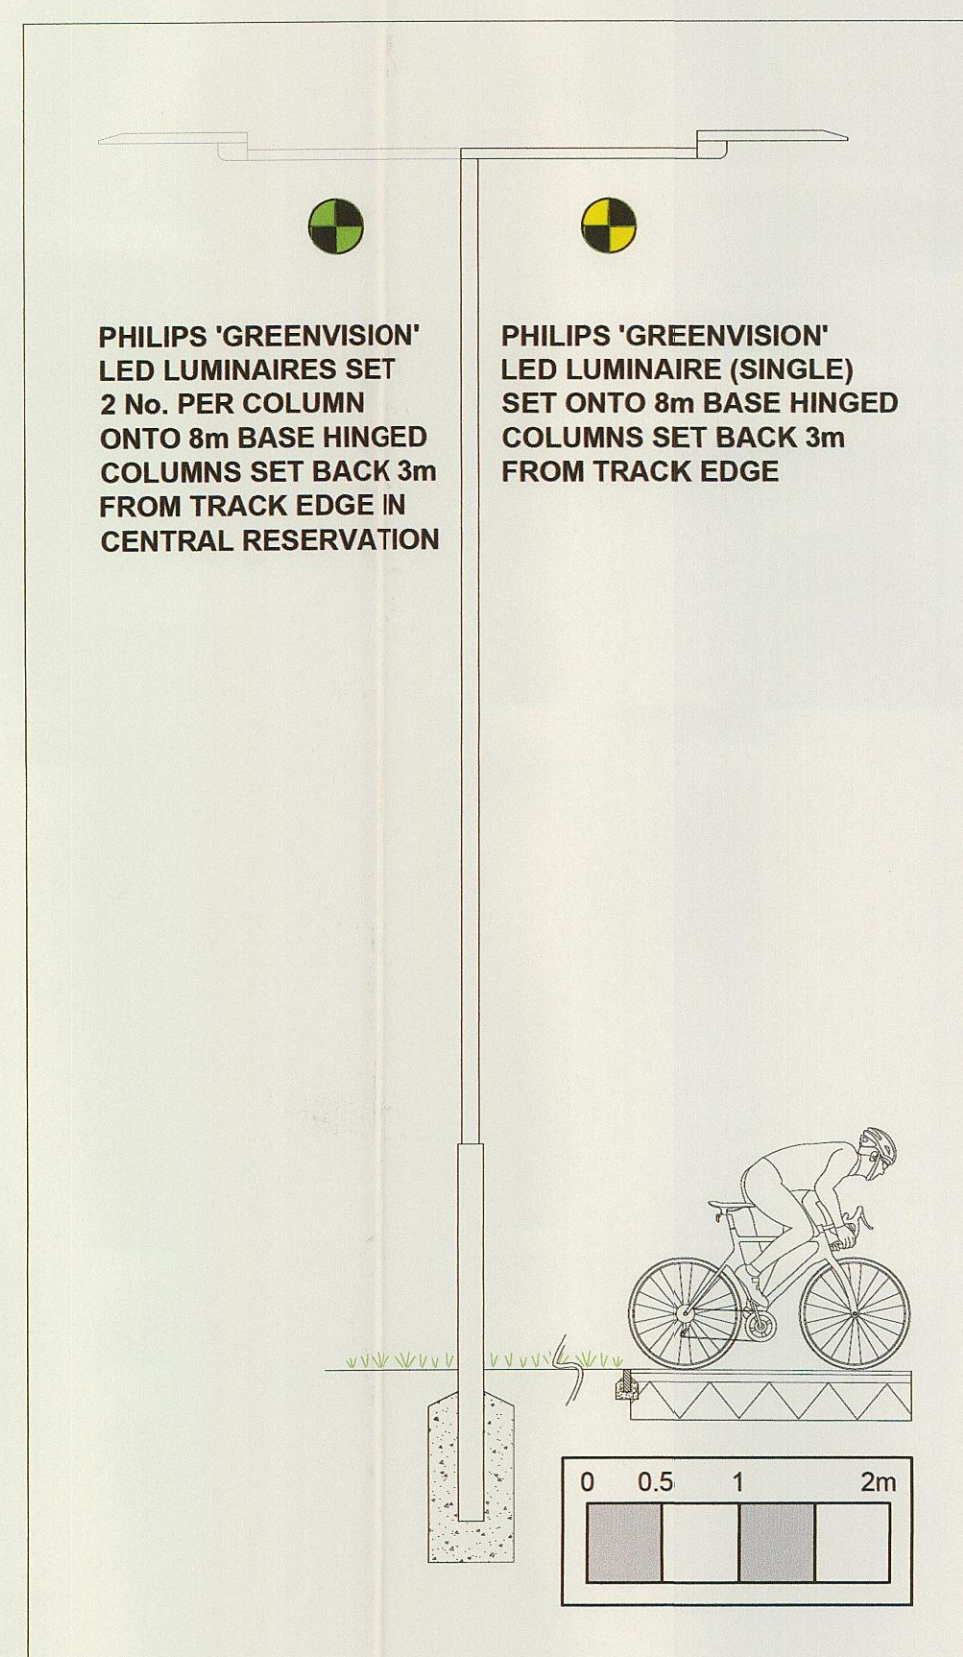 PHILIPS 'GREENVISION'
LED LUMINAIRES SET
2 No. PER COLUMN
ONTO 8m BASE HINGED
COLUMNS SET BACK 3m
FROM TRACK EDGE IN
CENTRAL RESERVATION
PHILIPS 'GREENVISION'
LED LUMINAIRE (SINGLE)
SET ONTO 8m BASE HINGED
COLUMNS SET BACK 3m
FROM TRACK EDGE
0 0.5 1 2m